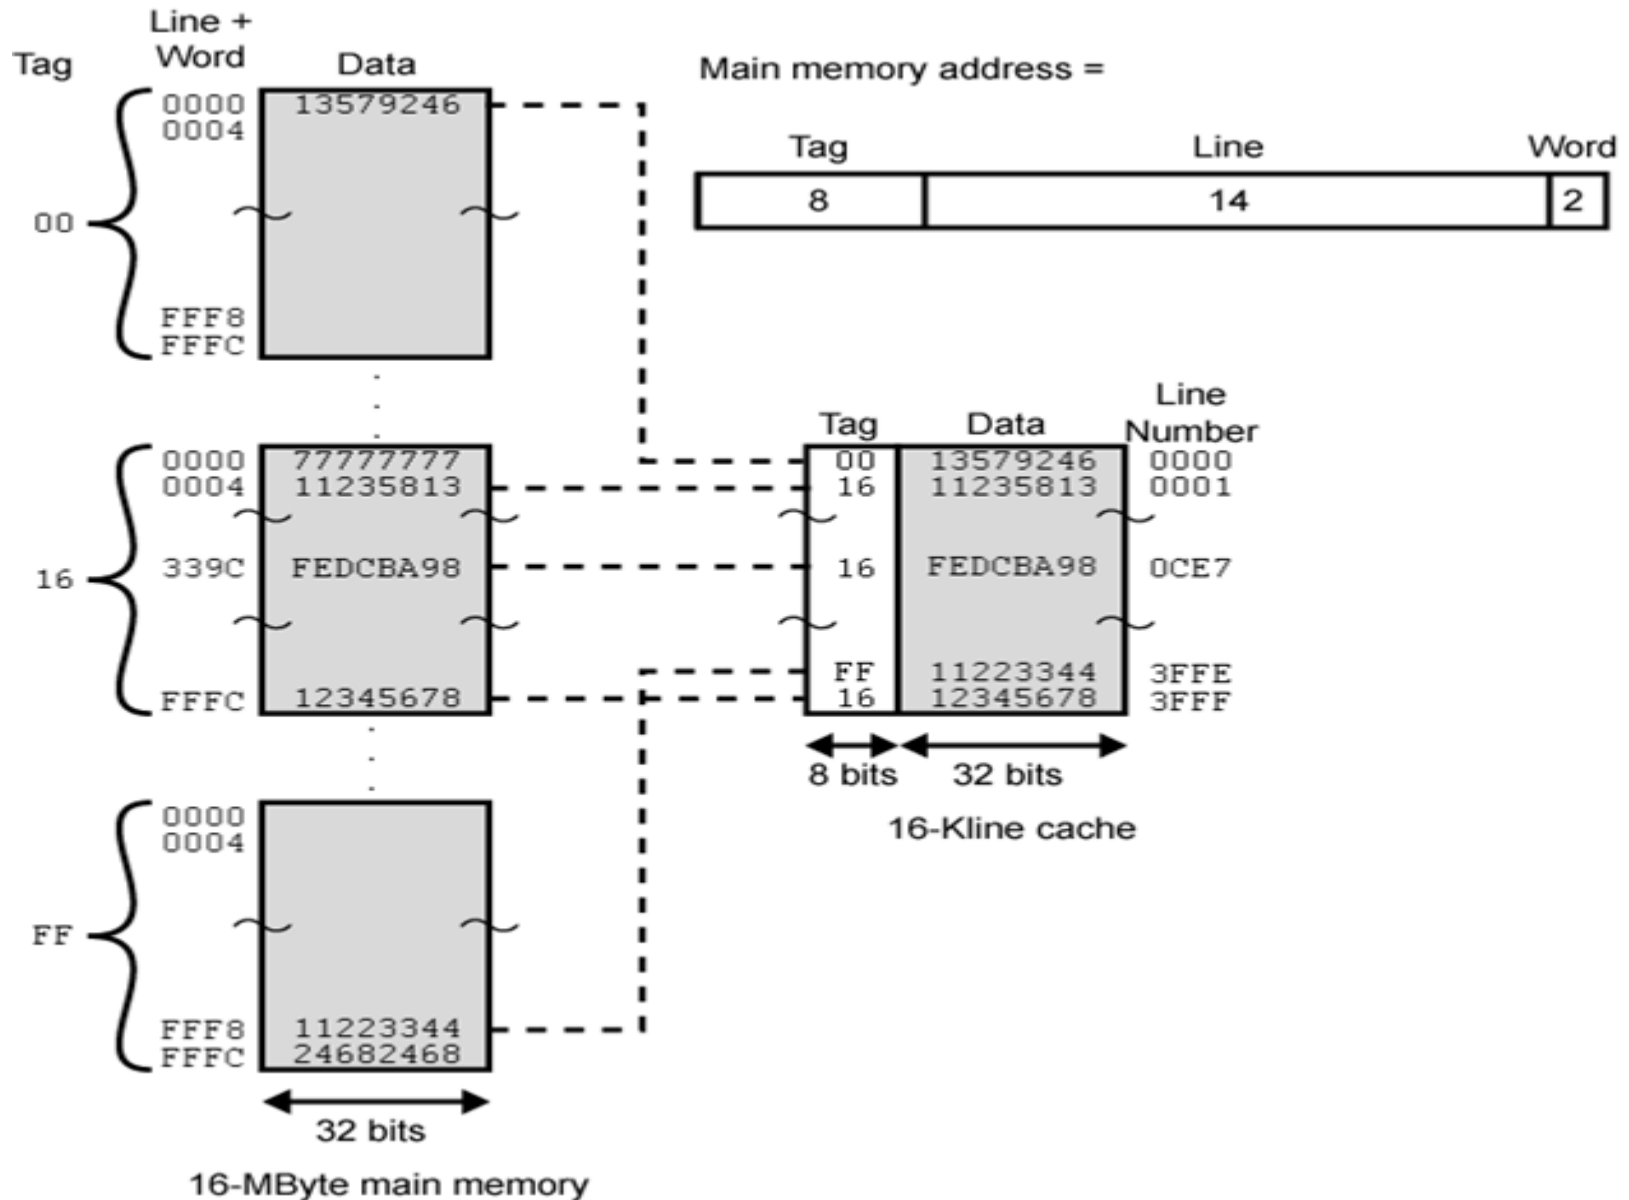 Tag
Line +
Word
Data
00
0000
0004
13579246
FFF8
FFFC
16
0000
77777777
0004
11235813
339C
FEDCBA98
FFFC
12345678
FF
0000
0004
FFF8
11223344
FFFC
24682468
32 bits
16-MByte main memory
Main memory address =
Tag
Line
Word
8
14
2
Tag
Data
Line
Number
00
13579246
0000
16
11235813
0001
16
FEDCBA98
0CE7
FF
11223344
3FFE
16
12345678
3FFF
8 bits
32 bits
16-Kline cache